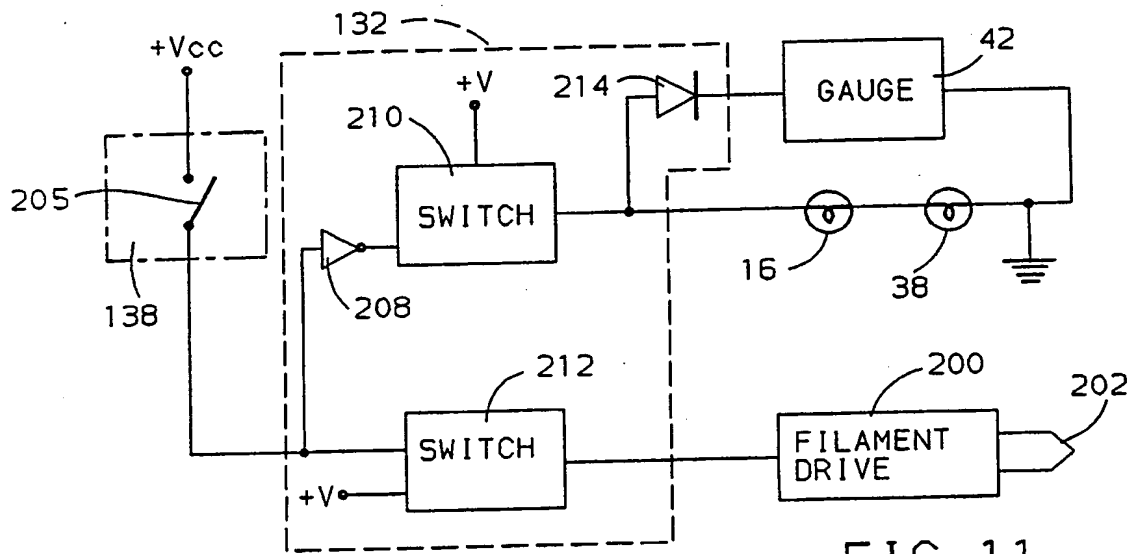 132
+Vcc
+V
214
42
GAUGE
210
205
SWITCH
16
38
138
208
212
200
202
SWITCH
FILAMENT
DRIVE
+V
FIG. 11